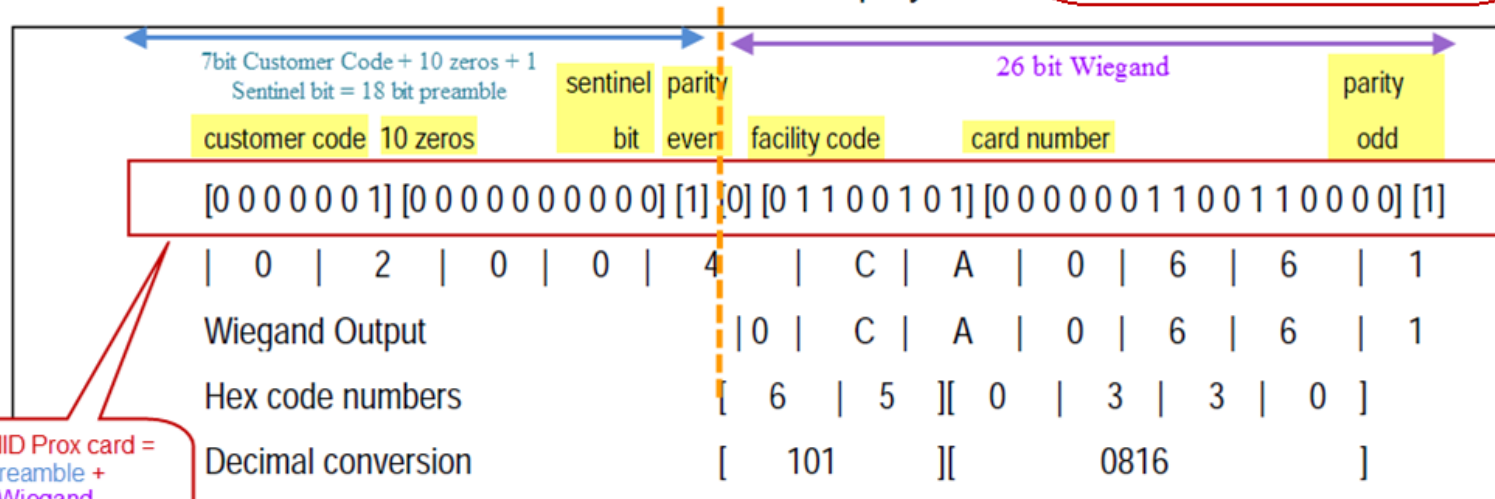 7bit Customer Code + 10 zeros + 1
Sentinel bit = 18 bit preamble
26 bit Wiegand
sentinel parity parity
customer code 10 zeros bit even facility code card number odd
[0 0 0 0 0 0 1] [0 0 0 0 0 0 0 0 0 0] [1] [0] [0 1 1 0 0 1 0 1] [0 0 0 0 0 0 1 1 0 0 1 1 0 0 0 0] [1]
| 0 | 2 | 0 | 0 | 4 | C | A | 0 | 6 | 6 | 1
Wiegand Output |0 | C | A | 0 | 6 | 6 | 1
Hex code numbers [ 6 | 5 ][ 0 | 3 | 3 | 0 ]
Decimal conversion [ 101 ][ 0816 ]
Prox card =
+
Wiegand